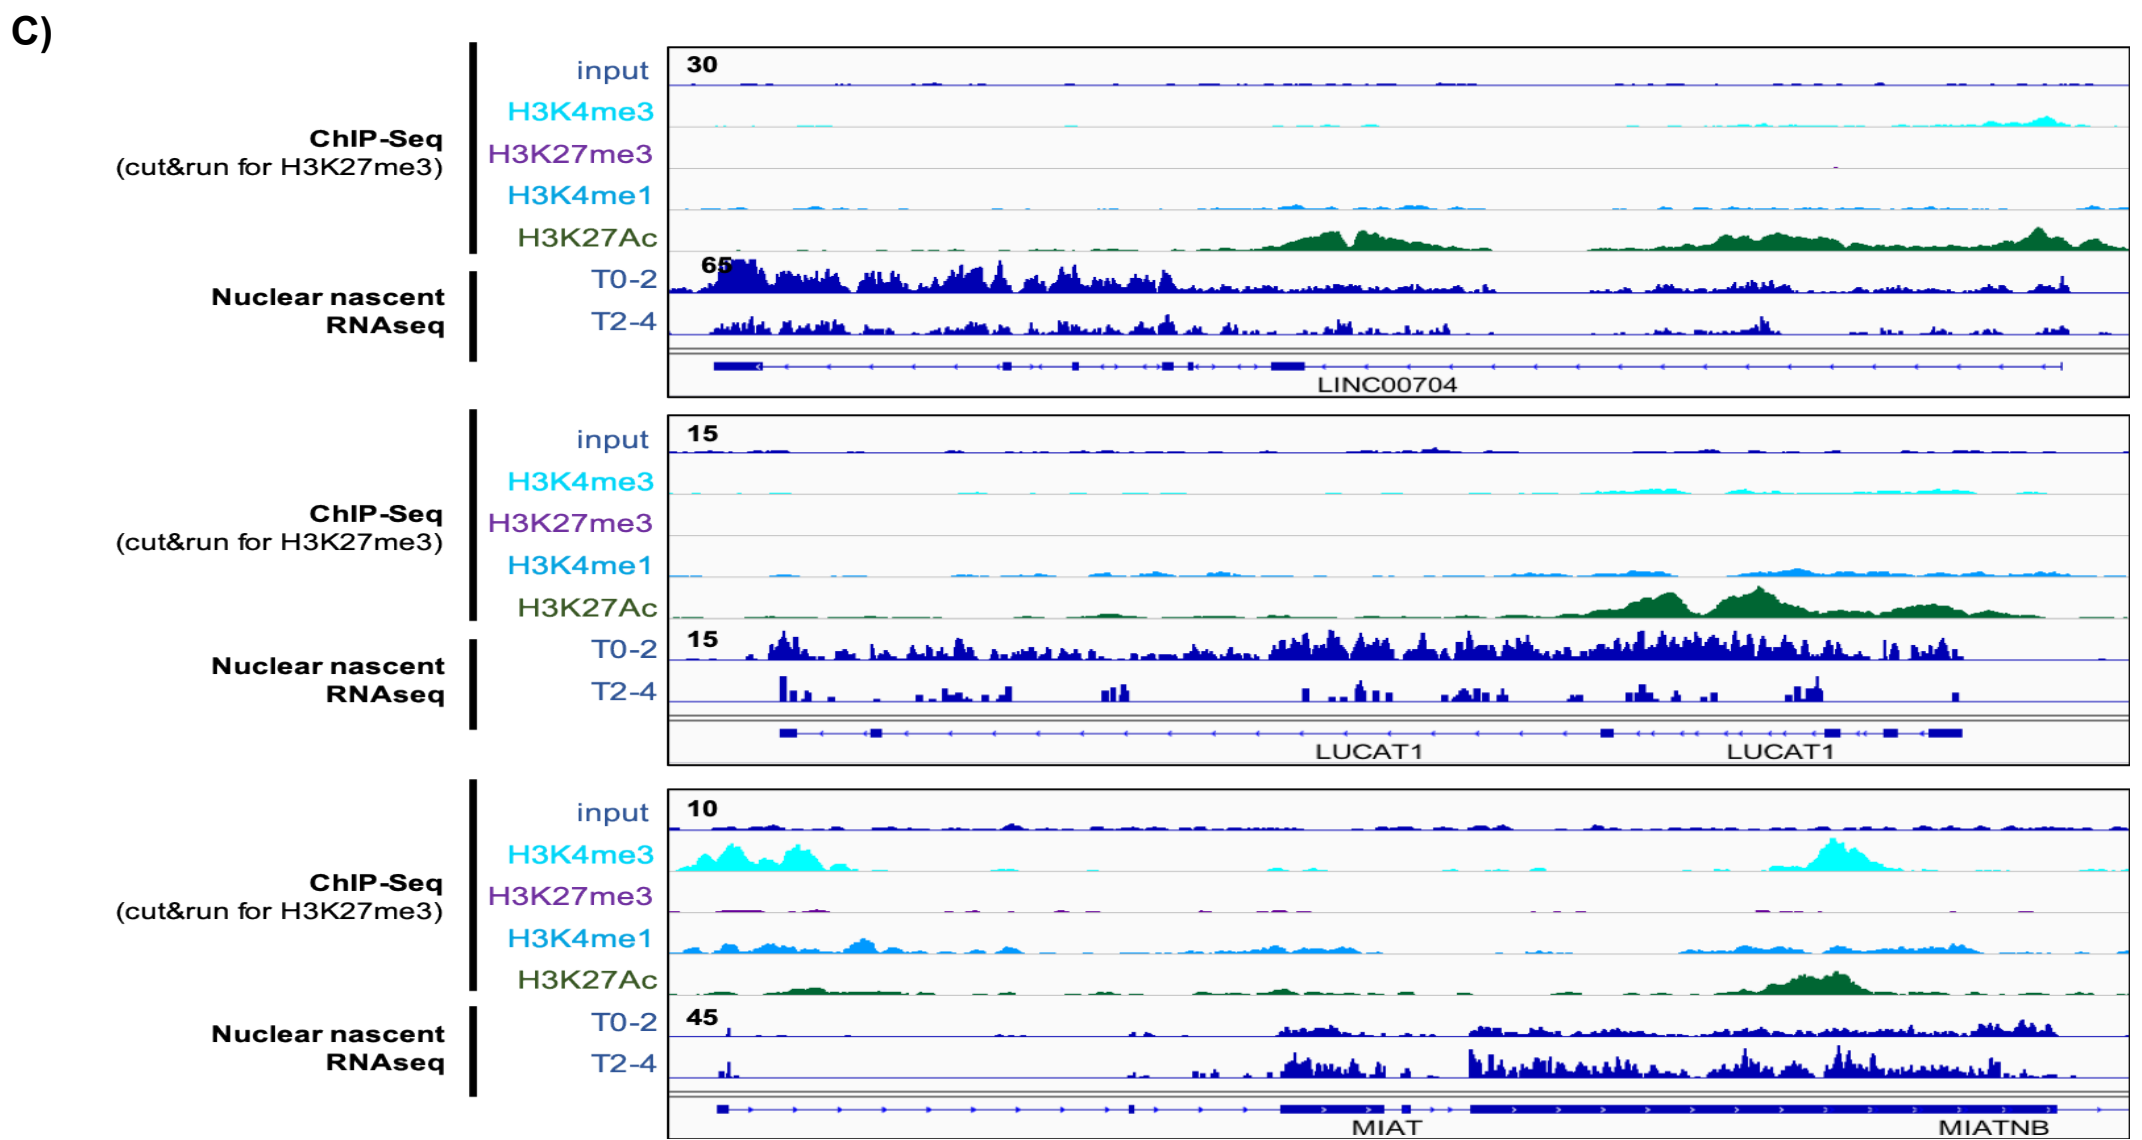 C)
input
30
H3K4me3
ChIP-Seq
(cut&run for H3K27me3)
H3K27me3
H3K4me1
H3K27Ac
65
T0-2
Nuclear nascent
RNAseq
T2-4
LINC00704
input
15
H3K4me3
ChIP-Seq
(cut&run for H3K27me3)
H3K27me3
H3K4me1
H3K27Ac
15
T0-2
Nuclear nascent
RNAseq
T2-4
LUCAT1 LUCAT1
input
10
H3K4me3
ChIP-Seq
(cut&run for H3K27me3)
H3K27me3
H3K4me1
H3K27Ac
45
T0-2
Nuclear nascent
RNAseq
T2-4
MIAT MIATNB